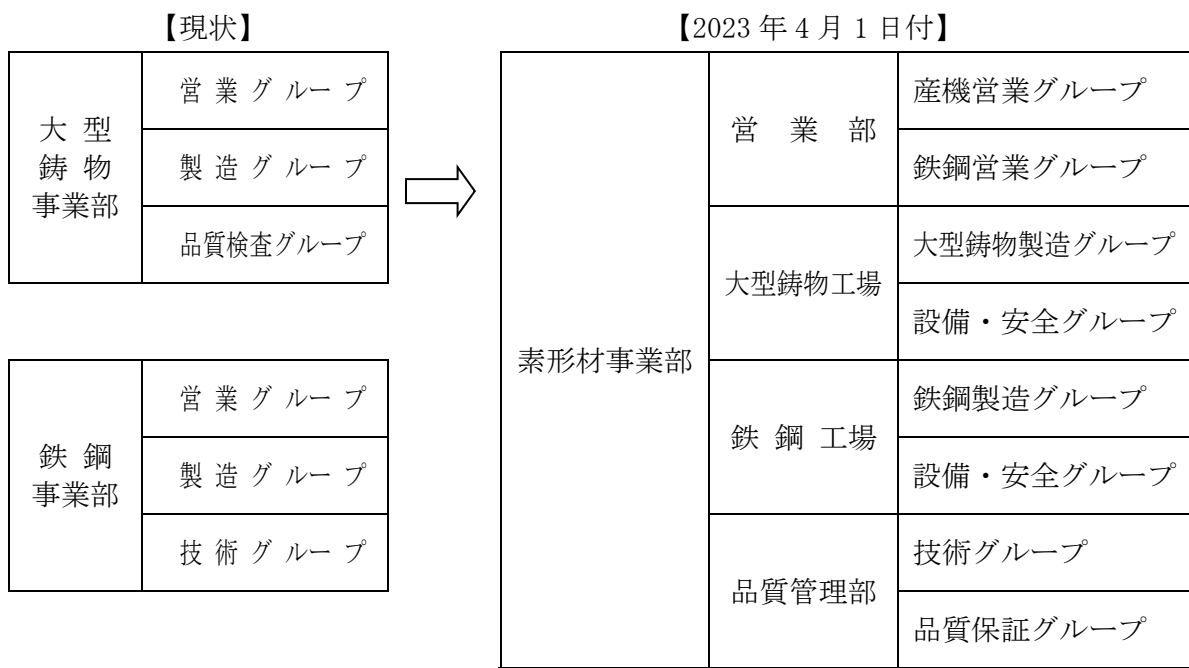 【現状】
大型
鋳物
事業部
営業グループ
製造グループ
品質検査グループ
鉄鋼
事業部
営業グループ
製造グループ
技術グループ
【2023年4月1日付】
素形材事業部
営業部
産機営業グループ
鉄鋼営業グループ
大型鋳物工場
大型鋳物製造グループ
設備・安全グループ
鉄鋼工場
鉄鋼製造グループ
設備・安全グループ
品質管理部
技術グループ
品質保証グループ